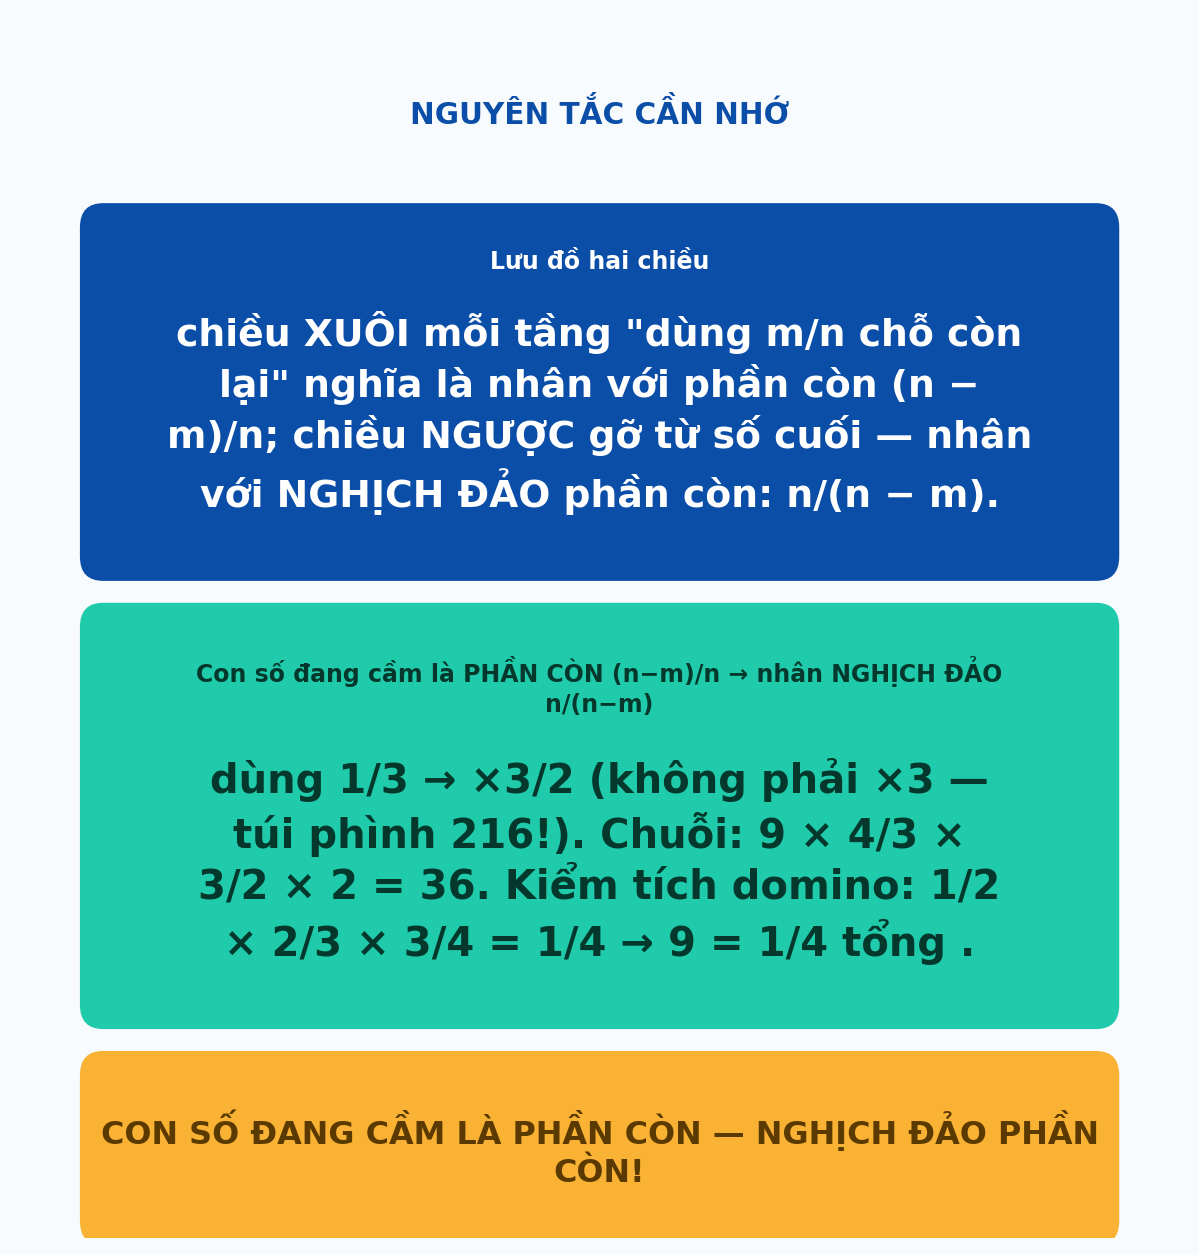 NGUYÊN TẮC CẦN NHỚ
Lưu đồ hai chiều
chiều XUÔI mỗi tầng "dùng m/n chỗ còn
lại" nghĩa là nhân với phần còn (n −
m)/n; chiều NGƯỢC gỡ từ số cuối — nhân
với NGHỊCH ĐẢO phần còn: n/(n − m).
Con số đang cầm là PHẦN CÒN (n−m)/n → nhân NGHỊCH ĐẢO
n/(n−m)
dùng 1/3 → ×3/2 (không phải ×3 —
túi phình 216!). Chuỗi: 9 × 4/3 ×
3/2 × 2 = 36. Kiểm tích domino: 1/2
× 2/3 × 3/4 = 1/4 → 9 = 1/4 tổng .
CON SỐ ĐANG CẦM LÀ PHẦN CÒN — NGHỊCH ĐẢO PHẦN
CÒN!